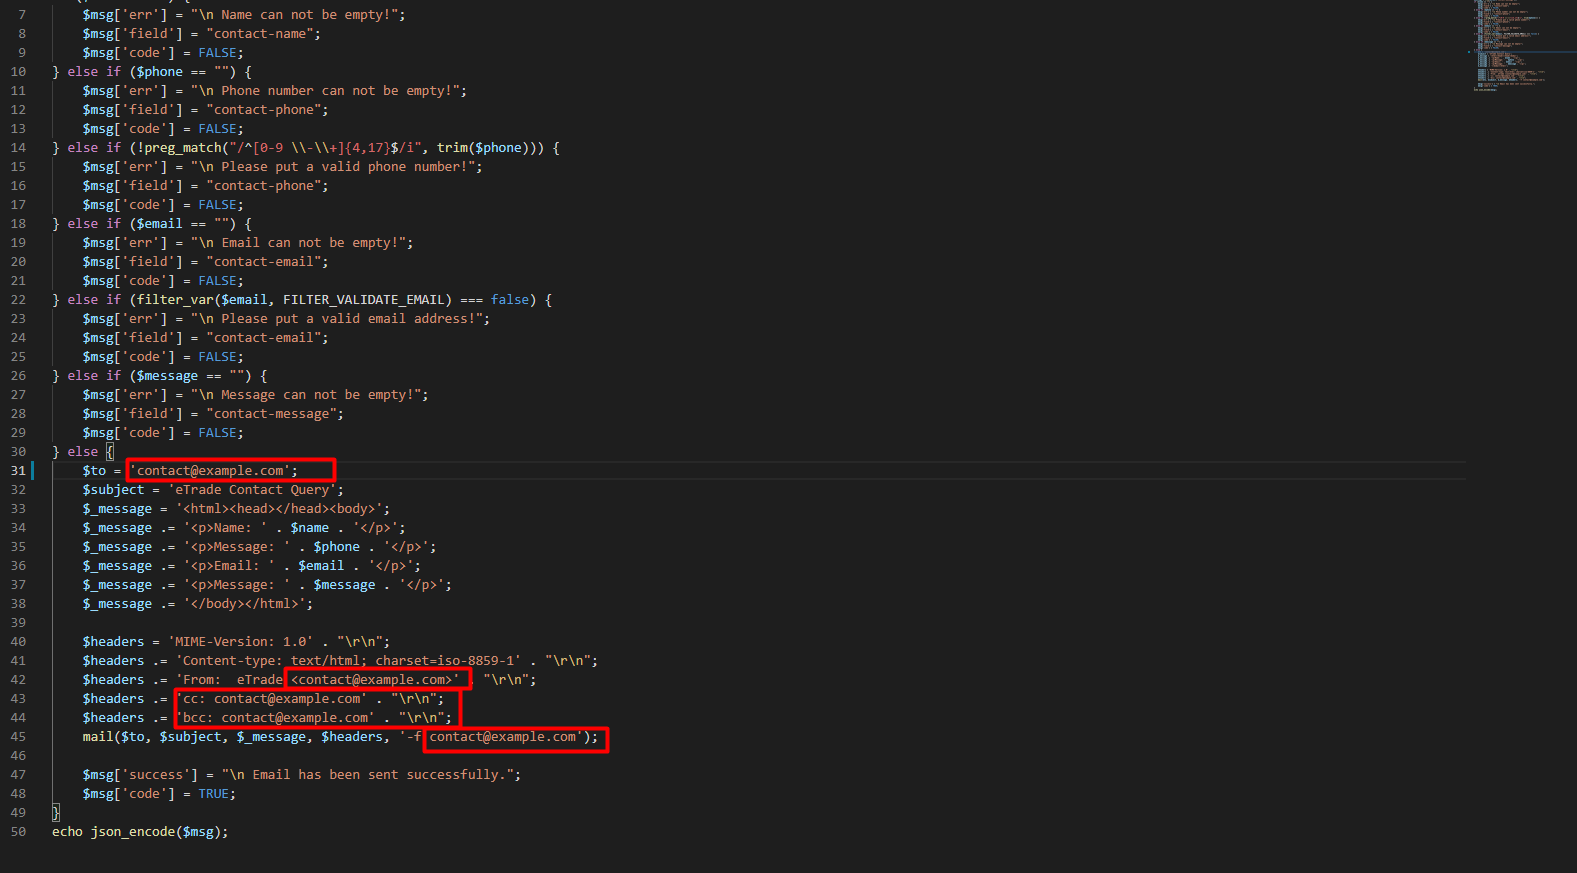 7 $msg['err'] = "\n Name can not be empty!";
8 $msg['field'] = "contact-name";
9 $msg['code'] = FALSE;
10 } else if ($phone == "") {
11 $msg['err'] = "\n Phone number can not be empty!";
12 $msg['field'] = "contact-phone";
13 $msg['code'] = FALSE;
14 } else if (!preg_match("/^[0-9 \\-\\+]{4,17}$/i", trim($phone))) {
15 $msg['err'] = "\n Please put a valid phone number!";
16 $msg['field'] = "contact-phone";
17 $msg['code'] = FALSE;
18 } else if ($email == "") {
19 $msg['err'] = "\n Email can not be empty!";
20 $msg['field'] = "contact-email";
21 $msg['code'] = FALSE;
22 } else if (filter_var($email, FILTER_VALIDATE_EMAIL) === false) {
23 $msg['err'] = "\n Please put a valid email address!";
24 $msg['field'] = "contact-email";
25 $msg['code'] = FALSE;
26 } else if ($message == "") {
27 $msg['err'] = "\n Message can not be empty!";
28 $msg['field'] = "contact-message";
29 $msg['code'] = FALSE;
30 } else {
31 $to = 'contact@example.com';
32 $subject = 'eTrade Contact Query';
33 $_message = '<html><head></head><body>';
34 $_message .= '<p>Name: ' . $name . '</p>';
35 $_message .= '<p>Message: ' . $phone . '</p>';
36 $_message .= '<p>Email: ' . $email . '</p>';
37 $_message .= '<p>Message: ' . $message . '</p>';
38 $_message .= '</body></html>';
39
40 $headers = 'MIME-Version: 1.0' . "\r\n";
41 $headers .= 'Content-type: text/html; charset=iso-8859-1' . "\r\n";
42 $headers .= 'From:  eTrade <contact@example.com>' . "\r\n";
43 $headers .= 'cc: contact@example.com' . "\r\n";
44 $headers .= 'bcc: contact@example.com' . "\r\n";
45 mail($to, $subject, $_message, $headers, '-f contact@example.com');
46
47 $msg['success'] = "\n Email has been sent successfully.";
48 $msg['code'] = TRUE;
49 }
50 echo json_encode($msg);